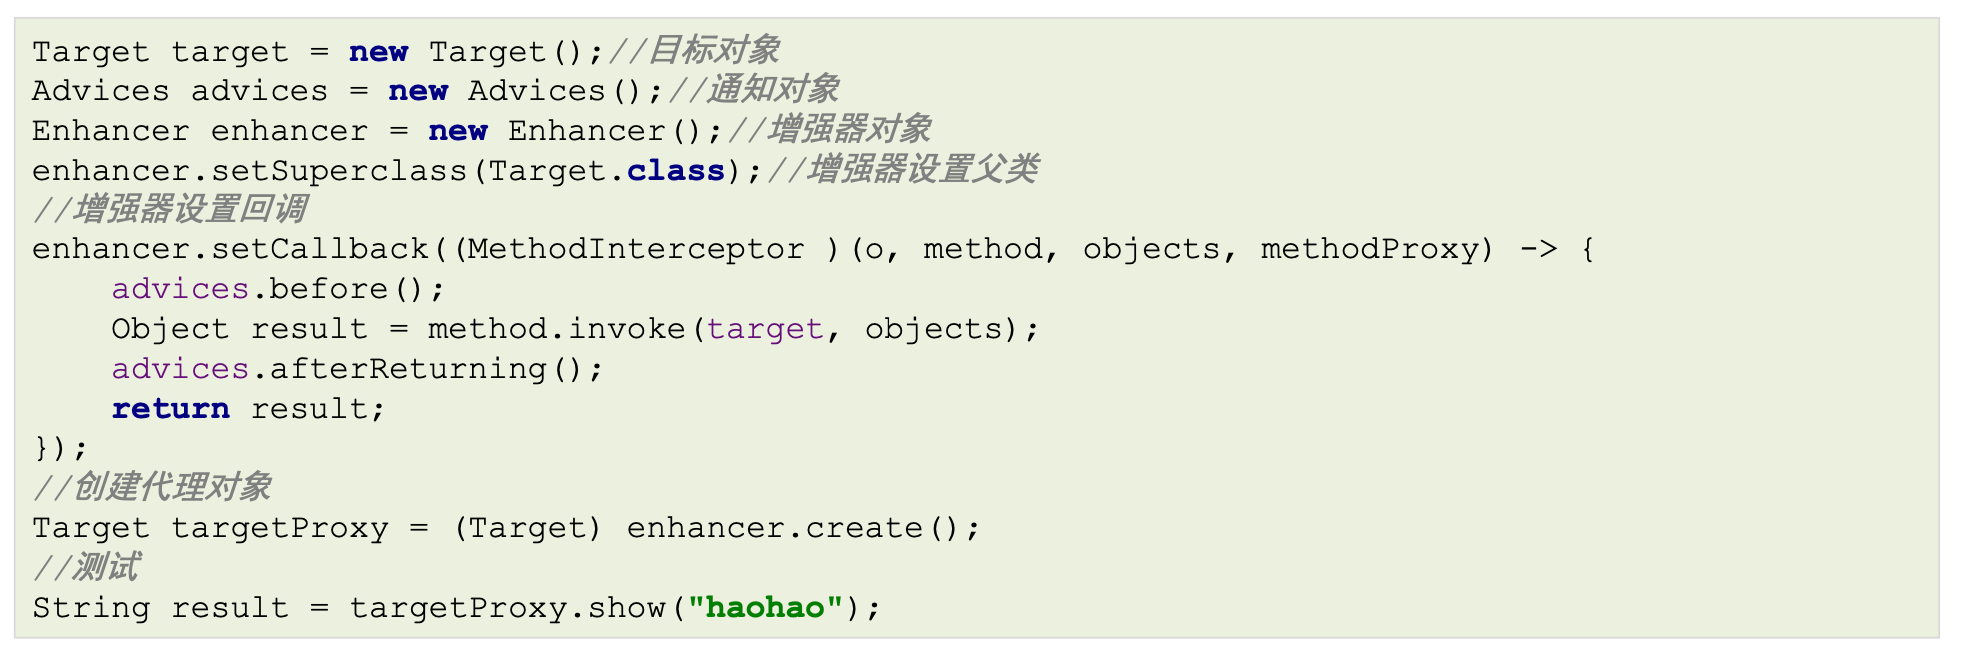 Target target = new Target();//目标对象
Advices advices = new Advices();//通知对象
Enhancer enhancer = new Enhancer();//增强器对象
enhancer.setSuperclass(Target.class);//增强器设置父类
//增强器设置回调
enhancer.setCallback((MethodInterceptor )(o, method, objects, methodProxy) -> {
    advices.before();
    Object result = method.invoke(target, objects);
    advices.afterReturning();
    return result;
});
//创建代理对象
Target targetProxy = (Target) enhancer.create();
//测试
String result = targetProxy.show("haohao");